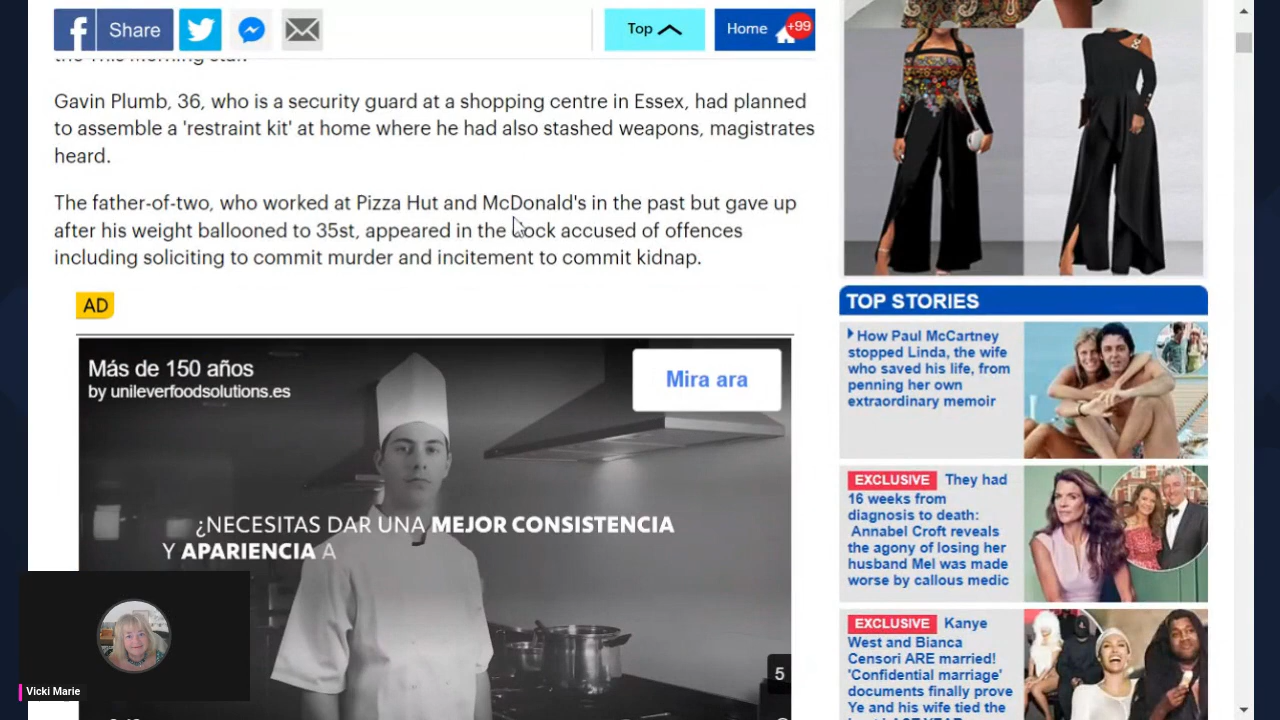 Share
Top
Home
+99
the This Morning star.
Gavin Plumb, 36, who is a security guard at a shopping centre in Essex, had planned
to assemble a 'restraint kit' at home where he had also stashed weapons, magistrates
heard.
The father-of-two, who worked at Pizza Hut and McDonald's in the past but gave up
after his weight ballooned to 35st, appeared in the dock accused of offences
including soliciting to commit murder and incitement to commit kidnap.
AD
Más de 150 años
by unileverfoodsolutions.es
Mira ara
¿NECESITAS DAR UNA MEJOR CONSISTENCIA
Y APARIENCIA A
5
Vicki Marie
TOP STORIES
How Paul McCartney
stopped Linda, the wife
who saved his life, from
penning her own
extraordinary memoir
EXCLUSIVE They had
16 weeks from
diagnosis to death:
Annabel Croft reveals
the agony of losing her
husband Mel was made
worse by callous medic
EXCLUSIVE Kanye
West and Bianca
Censori ARE married!
'Confidential marriage'
documents finally prove
Ye and his wife tied the